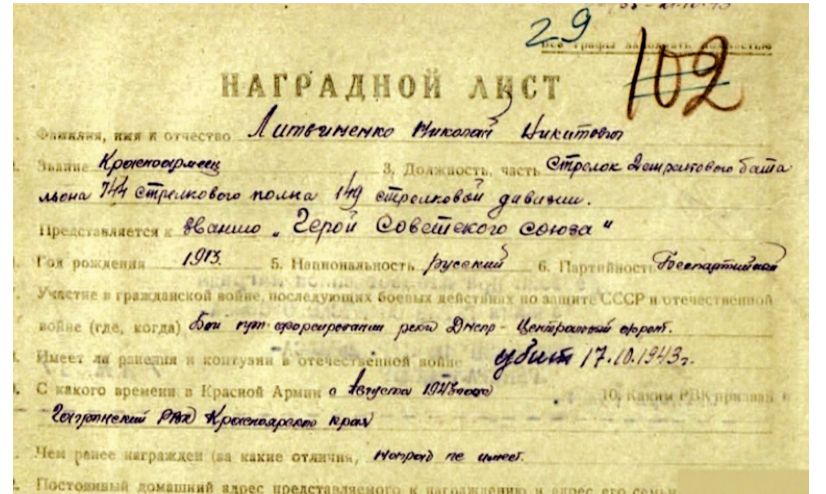 29
Все графы заполнять полностью
102
НАГРАДНОЙ ЛИСТ
Фамилия, имя и отчество Литвиненко Николай Никитович
Звание Красноармеец 3. Должность, часть Стрелок 2 стрелкового бата
льона 744 стрелкового полка 149 стрелковой дивизии.
Представляется к званию „Герой Советского союза"
Год рождения 1913. 5. Национальность русский 6. Партийность Беспартийный
Участие в гражданской войне, последующих боевых действиях по защите СССР и отечественной
войне (где, когда) Бои при форсировании реки Днепр - Центральный фронт.
Имеет ли ранения и контузии в отечественной войне убит 17.10.1943г.
С какого времени в Красной Армии с Августа 1943 года 10. Каким РВК призван
РВК Красноярского края
Чем ранее награжден (за какие отличия, Наград не имеет.
Постоянный домашний адрес представляемого к награждению и адрес его семьи